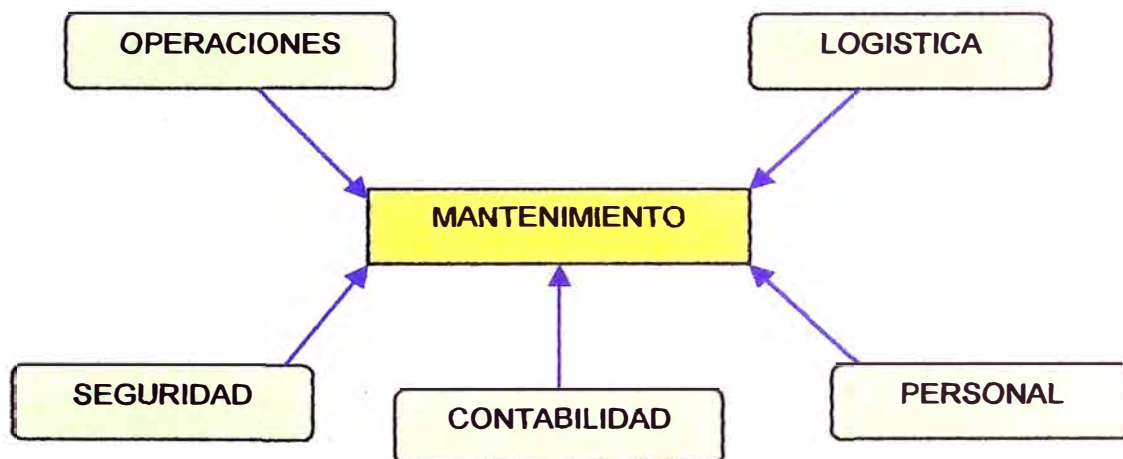 OPERACIONES
LOGISTICA
MANTENIMIENTO
SEGURIDAD
CONTABILIDAD
PERSONAL